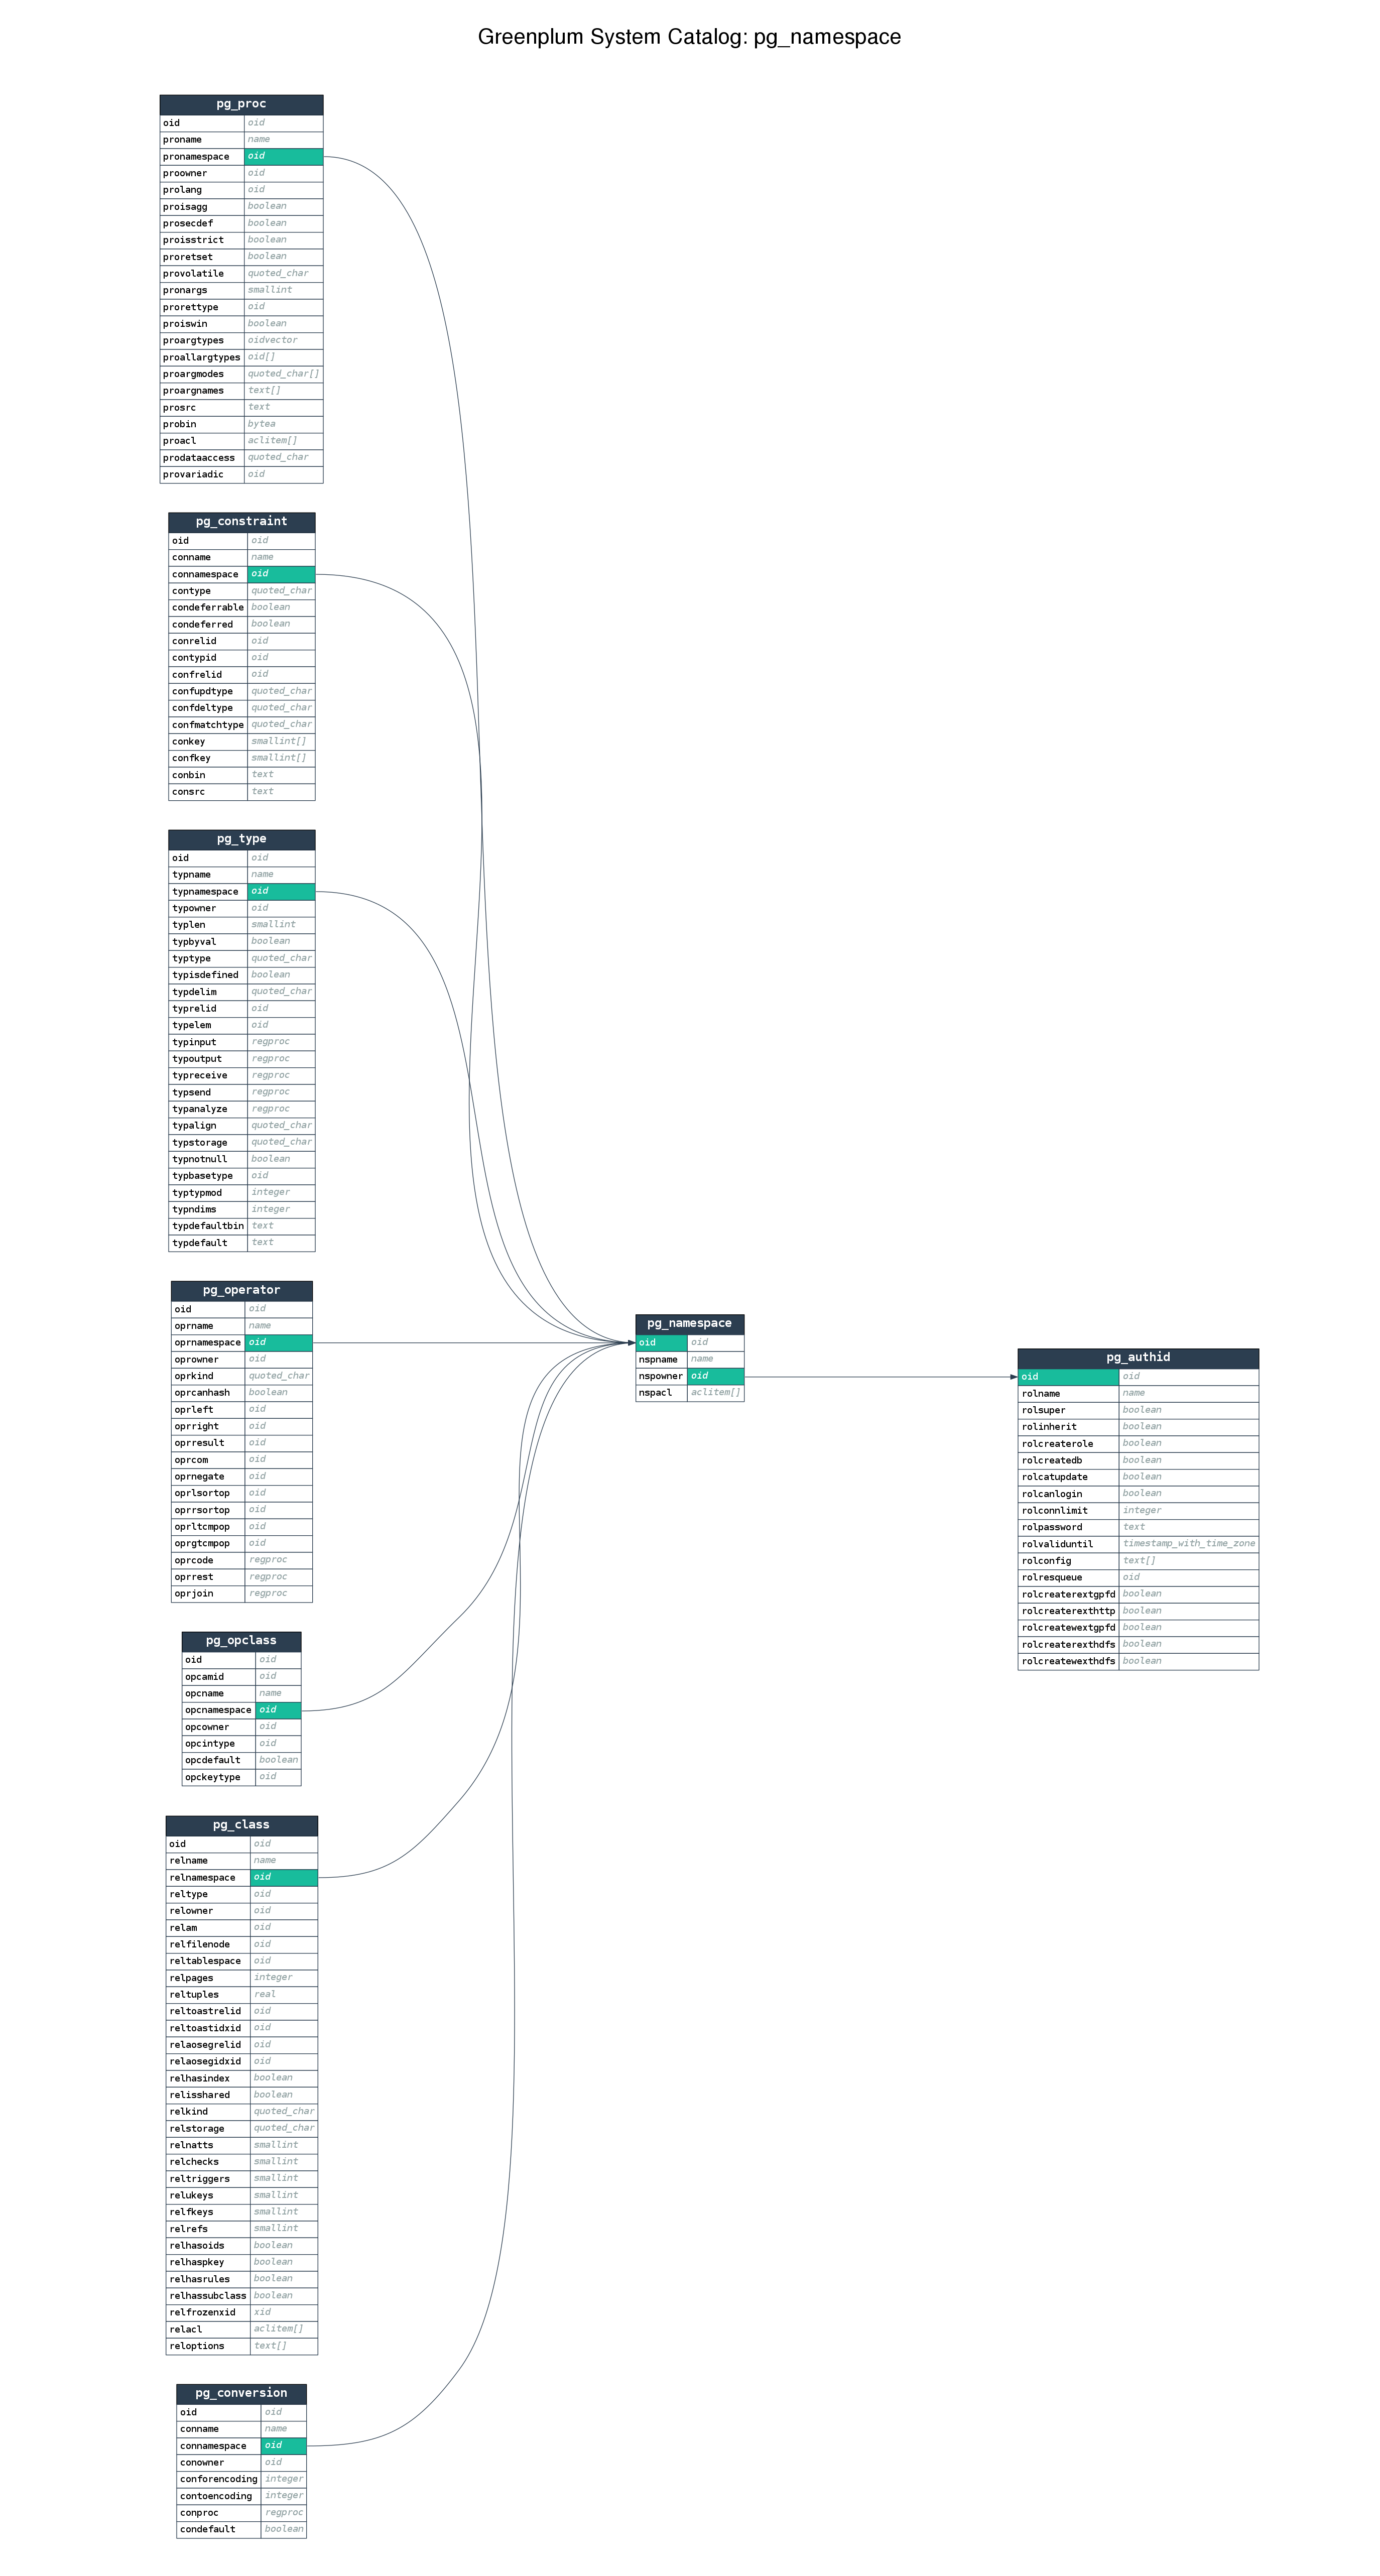 Greenplum System Catalog: pg_namespace
pg_proc
oid oid
proname name
pronamespace oid
proowner oid
prolang oid
proisagg boolean
prosecdef boolean
proisstrict boolean
proretset boolean
provolatile quoted_char
pronargs smallint
prorettype oid
proiswin boolean
proargtypes oidvector
proallargtypes oid[]
proargmodes quoted_char[]
proargnames text[]
prosrc text
probin bytea
proacl aclitem[]
prodataaccess quoted_char
provariadic oid
pg_constraint
oid oid
conname name
connamespace oid
contype quoted_char
condeferrable boolean
condeferred boolean
conrelid oid
contypid oid
confrelid oid
confupdtype quoted_char
confdeltype quoted_char
confmatchtype quoted_char
conkey smallint[]
confkey smallint[]
conbin text
consrc text
pg_type
oid oid
typname name
typnamespace oid
typowner oid
typlen smallint
typbyval boolean
typtype quoted_char
typisdefined boolean
typdelim quoted_char
typrelid oid
typelem oid
typinput regproc
typoutput regproc
typreceive regproc
typsend regproc
typanalyze regproc
typalign quoted_char
typstorage quoted_char
typnotnull boolean
typbasetype oid
typtypmod integer
typndims integer
typdefaultbin text
typdefault text
pg_operator
oid oid
oprname name
oprnamespace oid
oprowner oid
oprkind quoted_char
oprcanhash boolean
oprleft oid
oprright oid
oprresult oid
oprcom oid
oprnegate oid
oprlsortop oid
oprrsortop oid
oprltcmpop oid
oprgtcmpop oid
oprcode regproc
oprrest regproc
oprjoin regproc
pg_opclass
oid oid
opcamid oid
opcname name
opcnamespace oid
opcowner oid
opcintype oid
opcdefault boolean
opckeytype oid
pg_class
oid oid
relname name
relnamespace oid
reltype oid
relowner oid
relam oid
relfilenode oid
reltablespace oid
relpages integer
reltuples real
reltoastrelid oid
reltoastidxid oid
relaosegrelid oid
relaosegidxid oid
relhasindex boolean
relisshared boolean
relkind quoted_char
relstorage quoted_char
relnatts smallint
relchecks smallint
reltriggers smallint
relukeys smallint
relfkeys smallint
relrefs smallint
relhasoids boolean
relhaspkey boolean
relhasrules boolean
relhassubclass boolean
relfrozenxid xid
relacl aclitem[]
reloptions text[]
pg_conversion
oid oid
conname name
connamespace oid
conowner oid
conforencoding integer
contoencoding integer
conproc regproc
condefault boolean
pg_namespace
oid oid
nspname name
nspowner oid
nspacl aclitem[]
pg_authid
oid oid
rolname name
rolsuper boolean
rolinherit boolean
rolcreaterole boolean
rolcreatedb boolean
rolcatupdate boolean
rolcanlogin boolean
rolconnlimit integer
rolpassword text
rolvaliduntil timestamp_with_time_zone
rolconfig text[]
rolresqueue oid
rolcreaterextgpfd boolean
rolcreaterexthttp boolean
rolcreatewextgpfd boolean
rolcreaterexthdfs boolean
rolcreatewexthdfs boolean